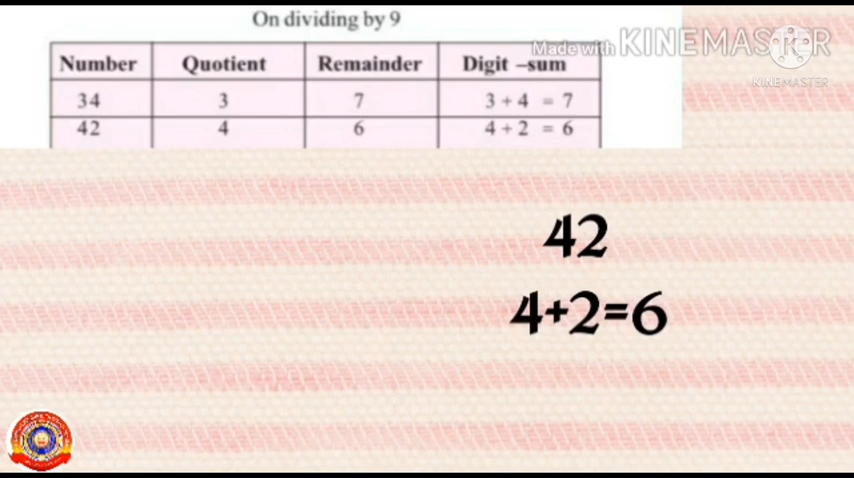 On dividing by 9
Made with KINEMASTER
KINEMASTER
Number Quotient Remainder Digit –sum
34 3 7 3 + 4 = 7
42 4 6 4 + 2 = 6
42
4+2=6